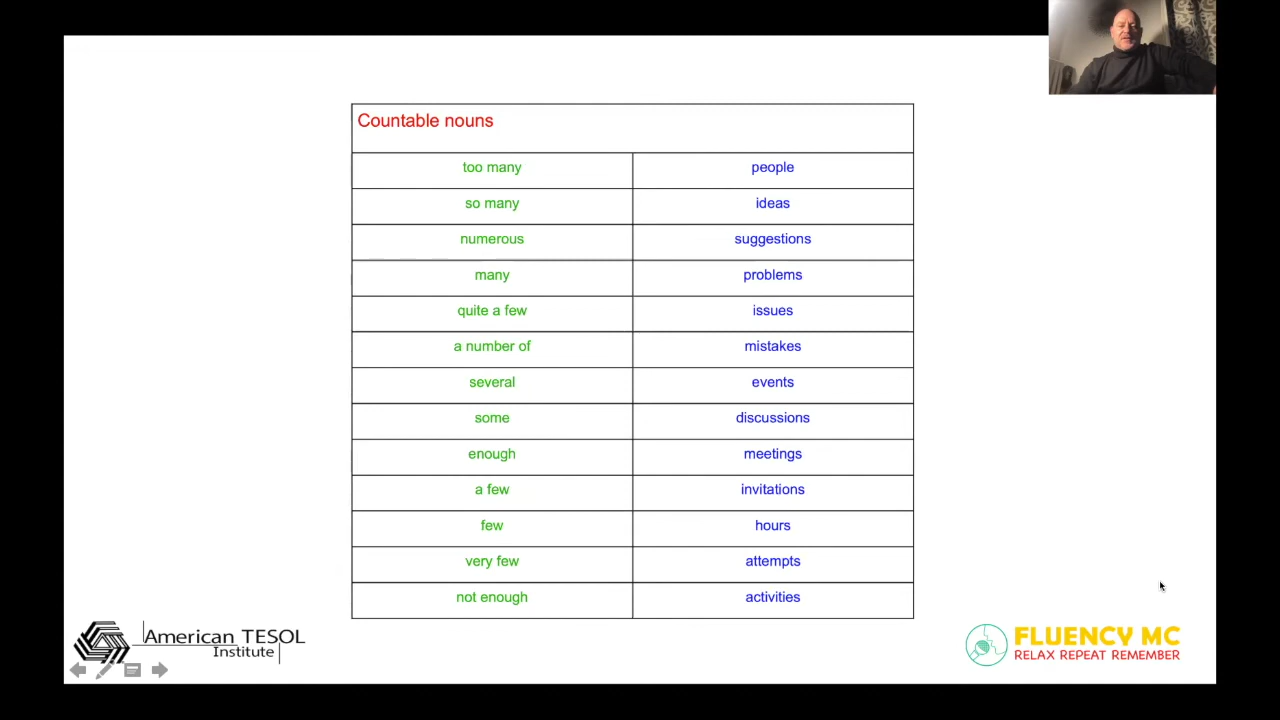 Countable nouns
too many people
so many ideas
numerous suggestions
many problems
quite a few issues
a number of mistakes
several events
some discussions
enough meetings
a few invitations
few hours
very few attempts
not enough activities
American TESOL
Institute
FLUENCY MC
RELAX REPEAT REMEMBER